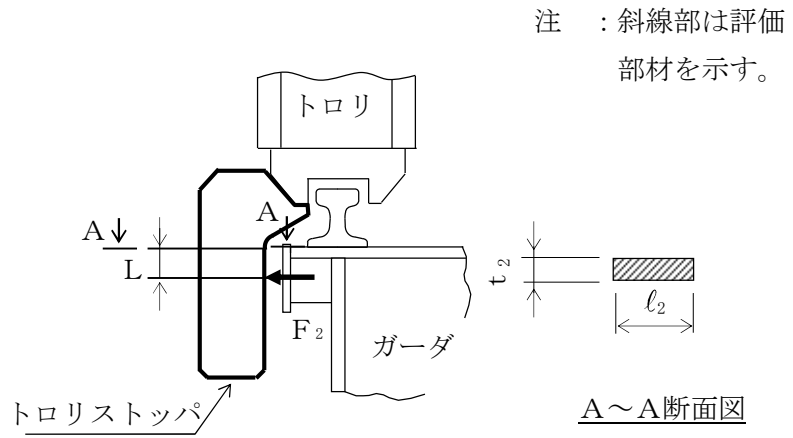 注　：斜線部は評価
部材を示す。
トロリ
A
A
L
F₂
ガーダ
t₂
ℓ₂
トロリストッパ
A～A断面図